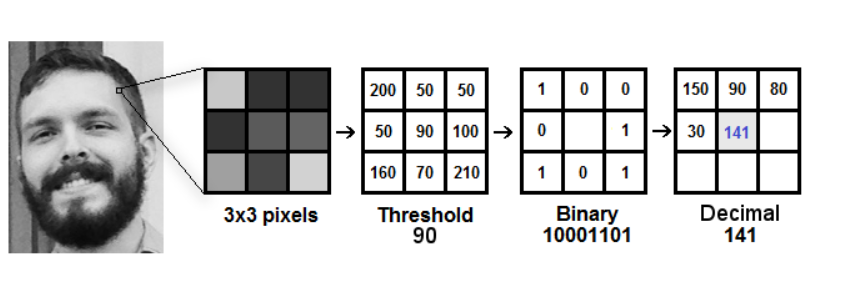 200 50 50
50 90 100
160 70 210
1 0 0
0 1
1 0 1
150 90 80
30 141
3x3 pixels
Threshold
90
Binary
10001101
Decimal
141